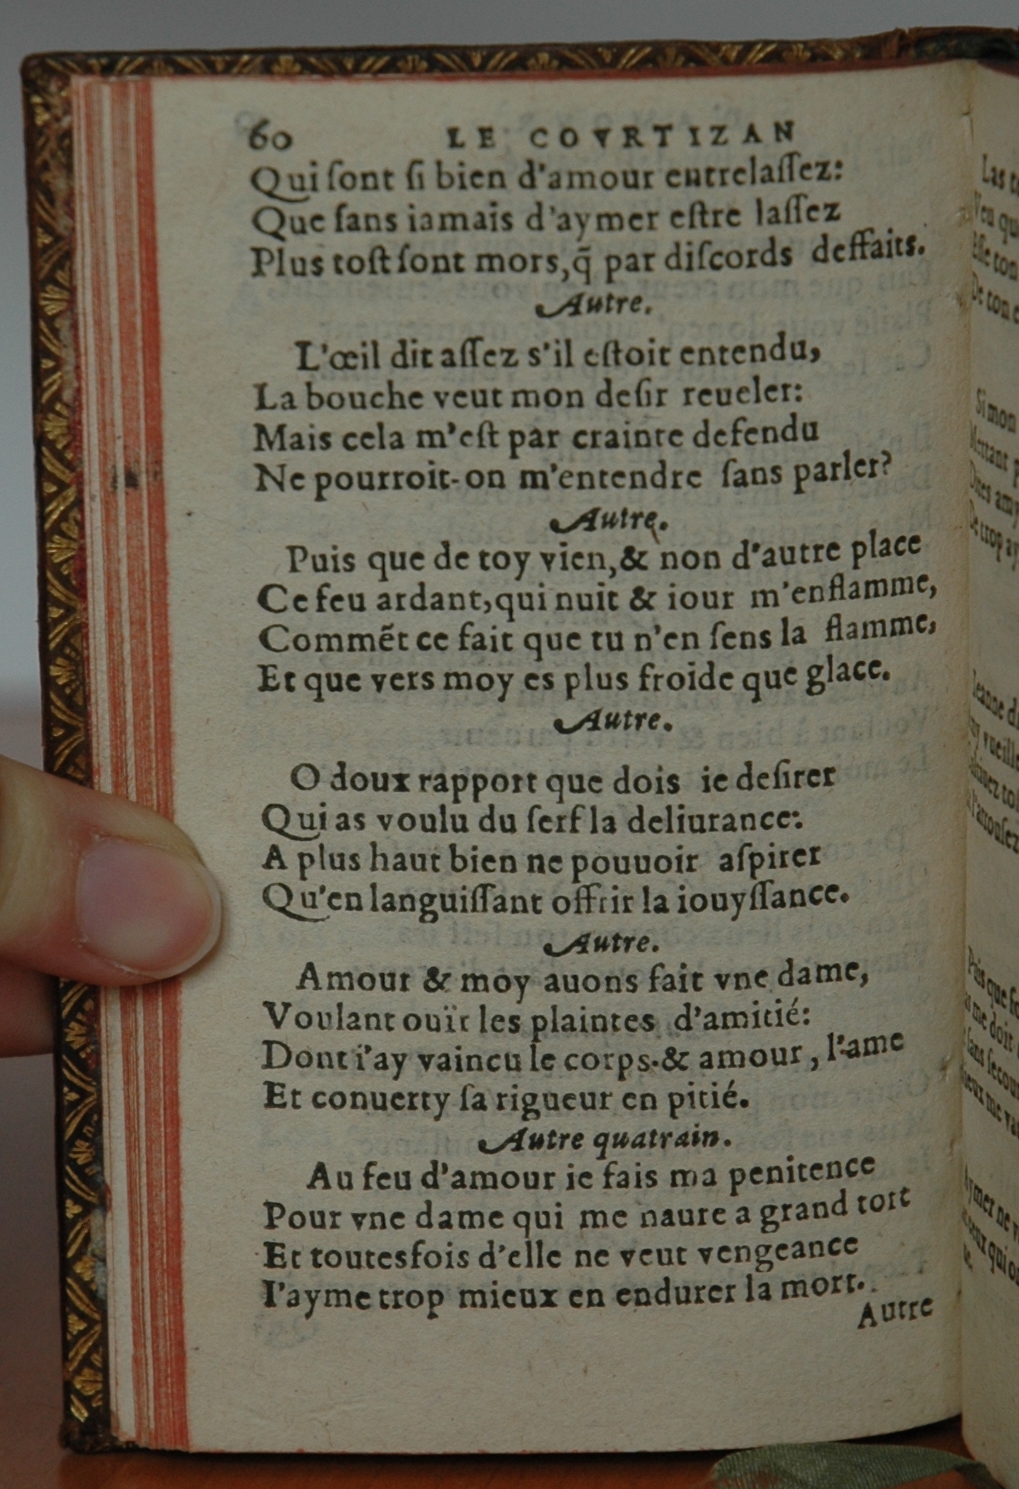 60 LE COVRTIZAN
Qui ſont ſi bien d'amour entrelaſſez:
Que ſans iamais d'aymer eſtre laſſez
Plus toſt ſont mors,q̃ par diſcords deffaits.
Autre.
L'œil dit aſſez s'il eſtoit entendu,
La bouche veut mon deſir reueler:
Mais cela m'eſt par crainte defendu
Ne pourroit-on m'entendre ſans parler?
Autre.
Puis que de toy vien,& non d'autre place
Ce feu ardant,qui nuit & iour m'enflamme,
Commẽt ce fait que tu n'en ſens la flamme,
Et que vers moy es plus froide que glace.
Autre.
O doux rapport que dois ie deſirer
Qui as voulu du ſerf la deliurance:
A plus haut bien ne pouuoir aſpirer
Qu'en languiſſant offrir la iouyſſance.
Autre.
Amour & moy auons fait vne dame,
Voulant ouïr les plaintes d'amitié:
Dont i'ay vaincu le corps.& amour, l'ame
Et conuerty ſa rigueur en pitié.
Autre quatrain.
Au feu d'amour ie fais ma penitence
Pour vne dame qui me naure a grand tort
Et toutesfois d'elle ne veut vengeance
I'ayme trop mieux en endurer la mort.
Autre
Las
De ton
Si mon